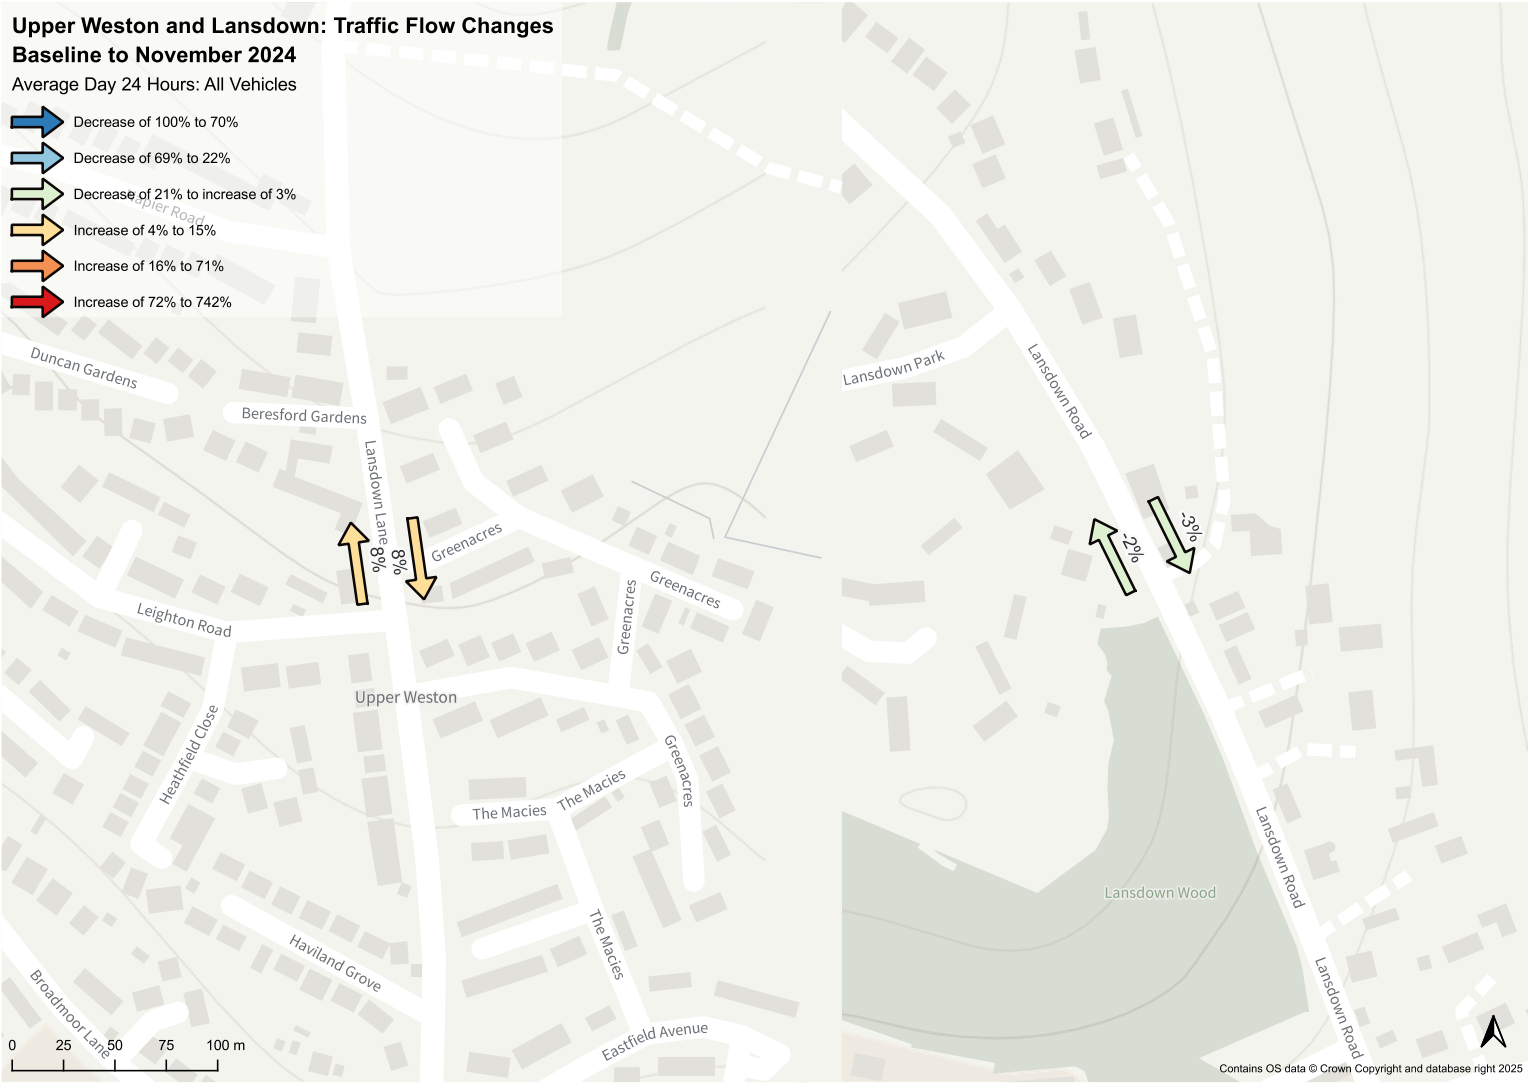 Upper Weston and Lansdown: Traffic Flow Changes
Baseline to November 2024
Average Day 24 Hours: All Vehicles
Decrease of 100% to 70%
Decrease of 69% to 22%
Decrease of 21% to increase of 3%
Napier Road
Increase of 4% to 15%
Increase of 16% to 71%
Increase of 72% to 742%
Duncan Gardens
Beresford Gardens
Lansdown Lane
Greenacres
8%
8%
Greenacres
Greenacres
Leighton Road
Upper Weston
Heathfield Close
Greenacres
The Macies
The Macies
The Macies
Haviland Grove
Broadmoor Lane
Eastfield Avenue
0 25 50 75 100 m
Lansdown Park
Lansdown Road
-3%
-2%
Lansdown Road
Lansdown Wood
Lansdown Road
Contains OS data © Crown Copyright and database right 2025